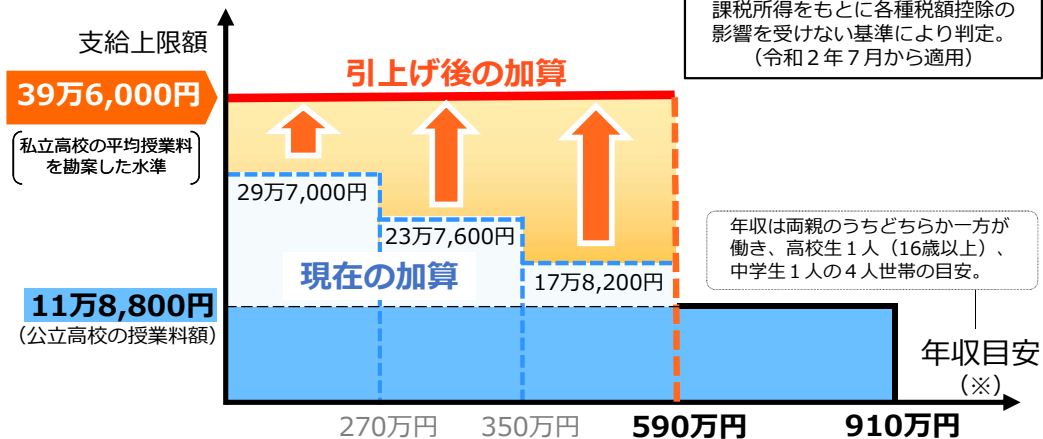 課税所得をもとに各種税額控除の
影響を受けない基準により判定。
（令和２年７月から適用）
支給上限額
引上げ後の加算
39万6,000円
私立高校の平均授業料
を勘案した水準
29万7,000円
23万7,600円
17万8,200円
現在の加算
年収は両親のうちどちらか一方が
働き、高校生１人（16歳以上）、
中学生１人の４人世帯の目安。
11万8,800円
（公立高校の授業料額）
年収目安
（※）
270万円
350万円
590万円
910万円